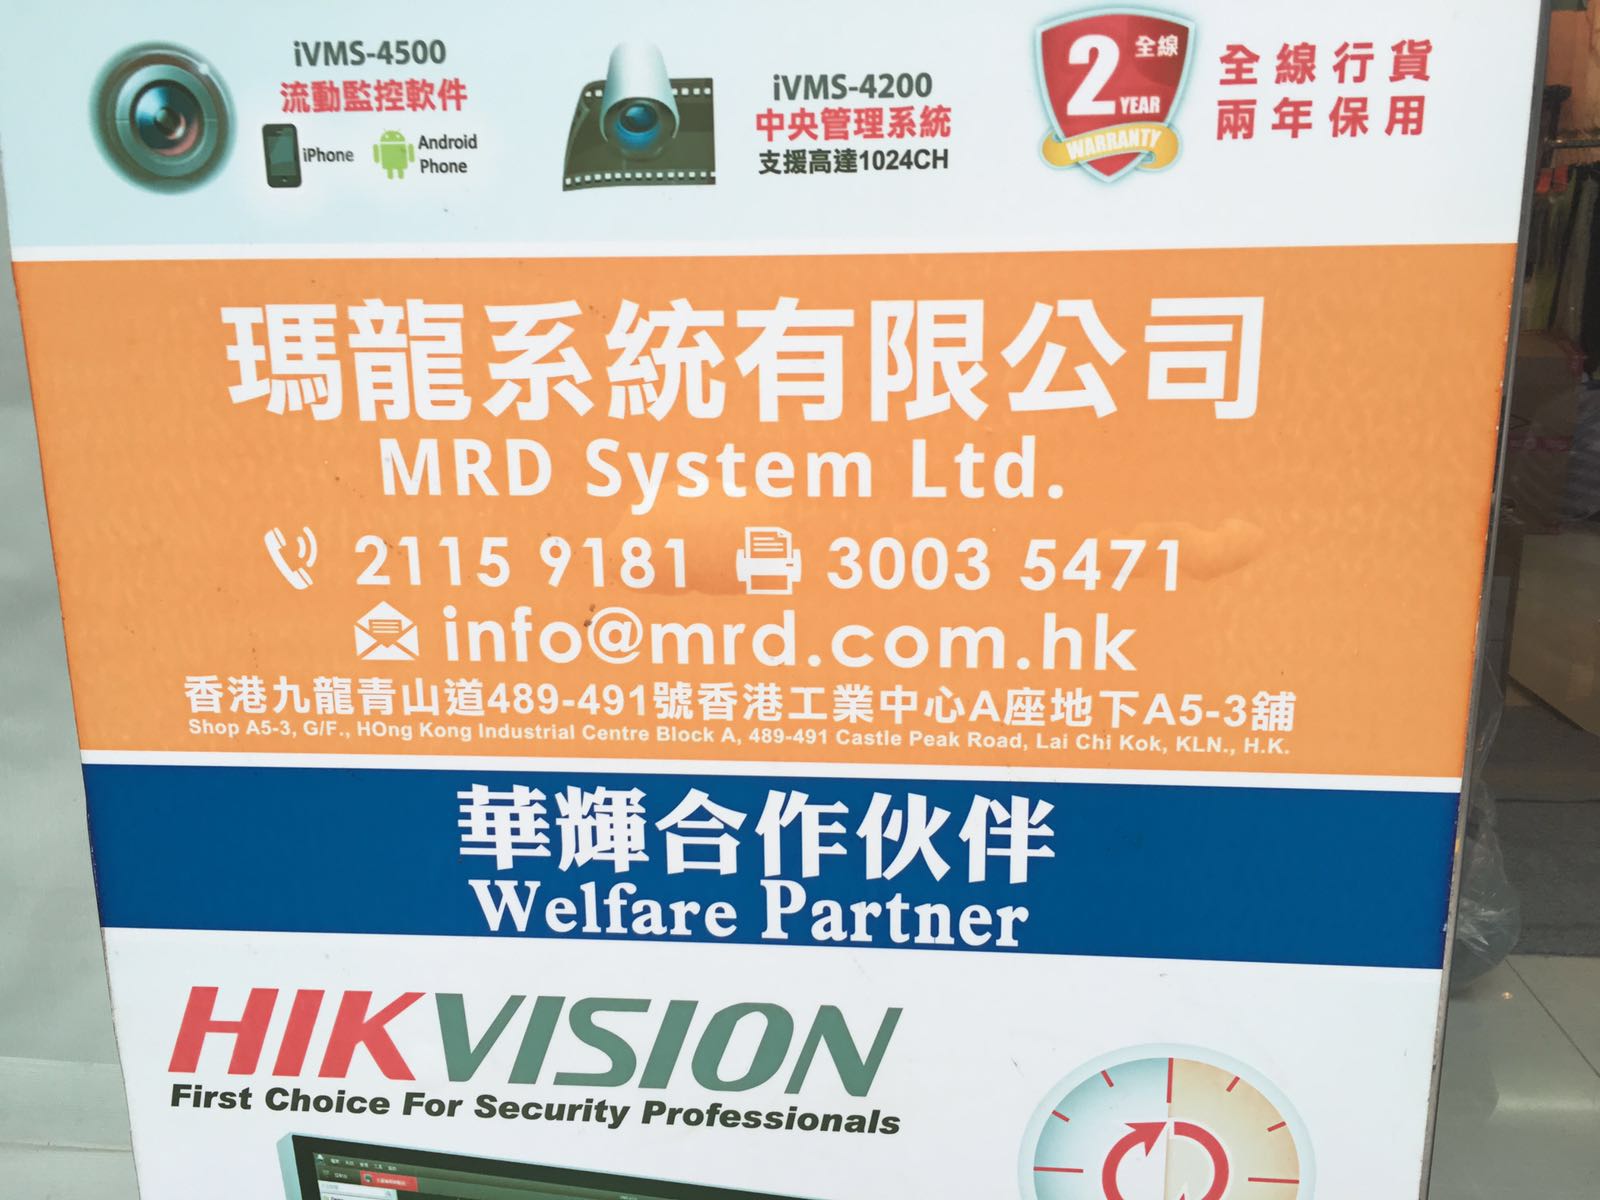 iVMS-4500
流動監控軟件
iPhone
Android
Phone
iVMS-4200
中央管理系統
支援高達1024CH
2
全線
YEAR
WARRANTY
全線行貨
兩年保用
瑪龍系統有限公司
MRD System Ltd.
2115 9181
3003 5471
info@mrd.com.hk
香港九龍青山道489-491號香港工業中心A座地下A5-3舖
Shop A5-3, G/F., HOng Kong Industrial Centre Block A, 489-491 Castle Peak Road, Lai Chi Kok, KLN., H.K.
華輝合作伙伴
Welfare Partner
HIKVISION
First Choice For Security Professionals